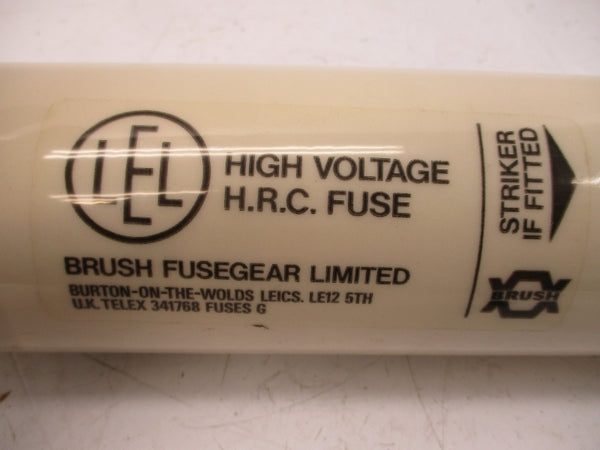 LEL
HIGH VOLTAGE
H.R.C. FUSE
BRUSH FUSEGEAR LIMITED
BURTON-ON-THE-WOLDS LEICS. LE12 5TH
U.K. TELEX 341768 FUSES G
STRIKER
IF FITTED
BRUSH